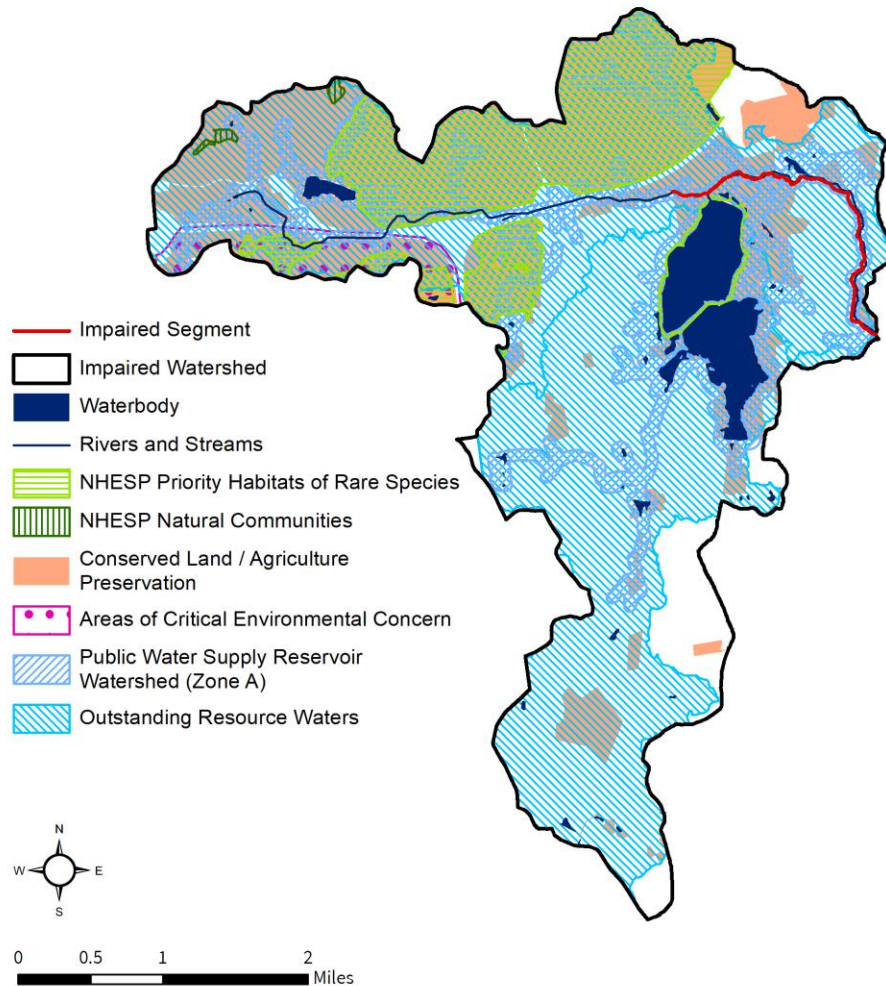 Impaired Segment
Impaired Watershed
Waterbody
Rivers and Streams
NHESP Priority Habitats of Rare Species
NHESP Natural Communities
Conserved Land / Agriculture
Preservation
Areas of Critical Environmental Concern
Public Water Supply Reservoir
Watershed (Zone A)
Outstanding Resource Waters
N
W E
S
0 0.5 1 2
Miles